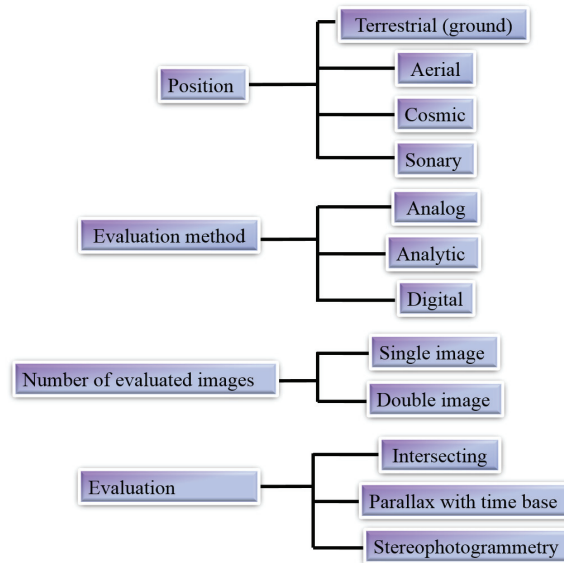 Terrestrial (ground)
Position
Aerial
Cosmic
Sonary
Analog
Evaluation method
Analytic
Digital
Single image
Number of evaluated images
Double image
Intersecting
Evaluation
Parallax with time base
Stereophotogrammetry